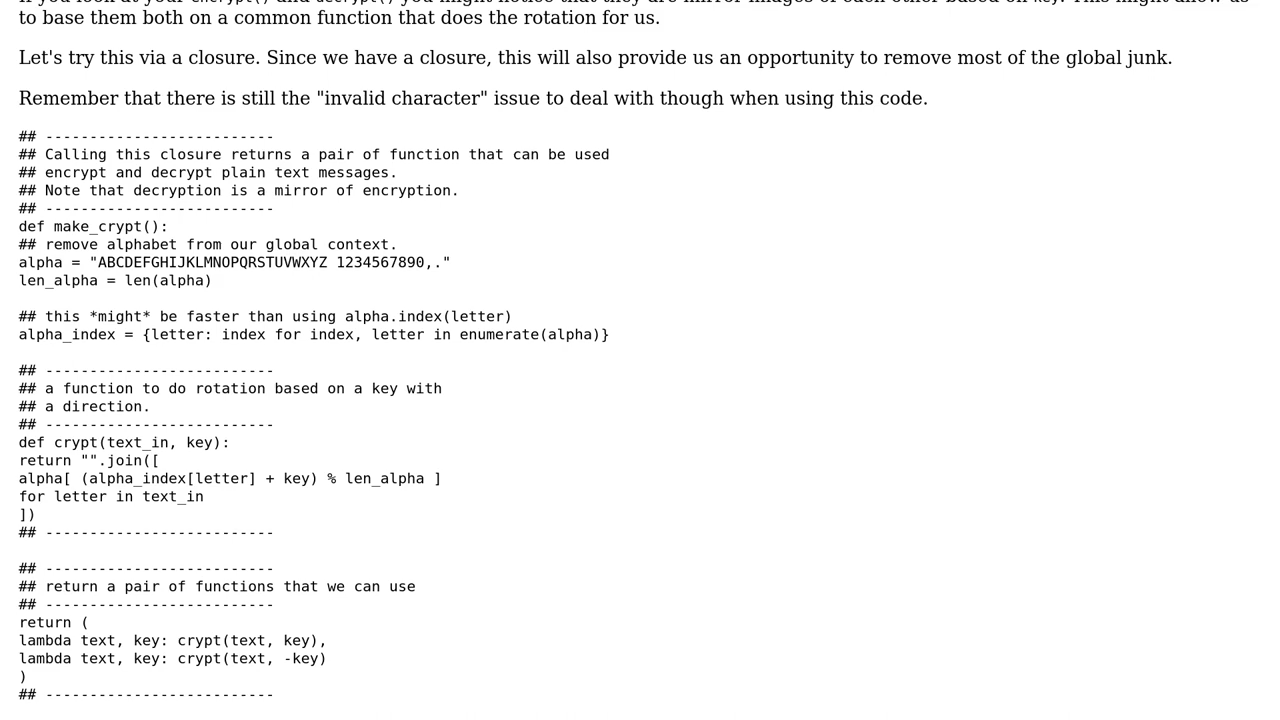 to base them both on a common function that does the rotation for us.
Let's try this via a closure. Since we have a closure, this will also provide us an opportunity to remove most of the global junk.
Remember that there is still the "invalid character" issue to deal with though when using this code.
## --------------------------
## Calling this closure returns a pair of function that can be used
## encrypt and decrypt plain text messages.
## Note that decryption is a mirror of encryption.
## --------------------------
def make_crypt():
## remove alphabet from our global context.
alpha = "ABCDEFGHIJKLMNOPQRSTUVWXYZ 1234567890,."
len_alpha = len(alpha)
## this *might* be faster than using alpha.index(letter)
alpha_index = {letter: index for index, letter in enumerate(alpha)}
## --------------------------
## a function to do rotation based on a key with
## a direction.
## --------------------------
def crypt(text_in, key):
return "".join([
alpha[ (alpha_index[letter] + key) % len_alpha ]
for letter in text_in
])
## --------------------------
## --------------------------
## return a pair of functions that we can use
## --------------------------
return (
lambda text, key: crypt(text, key),
lambda text, key: crypt(text, -key)
)
## --------------------------